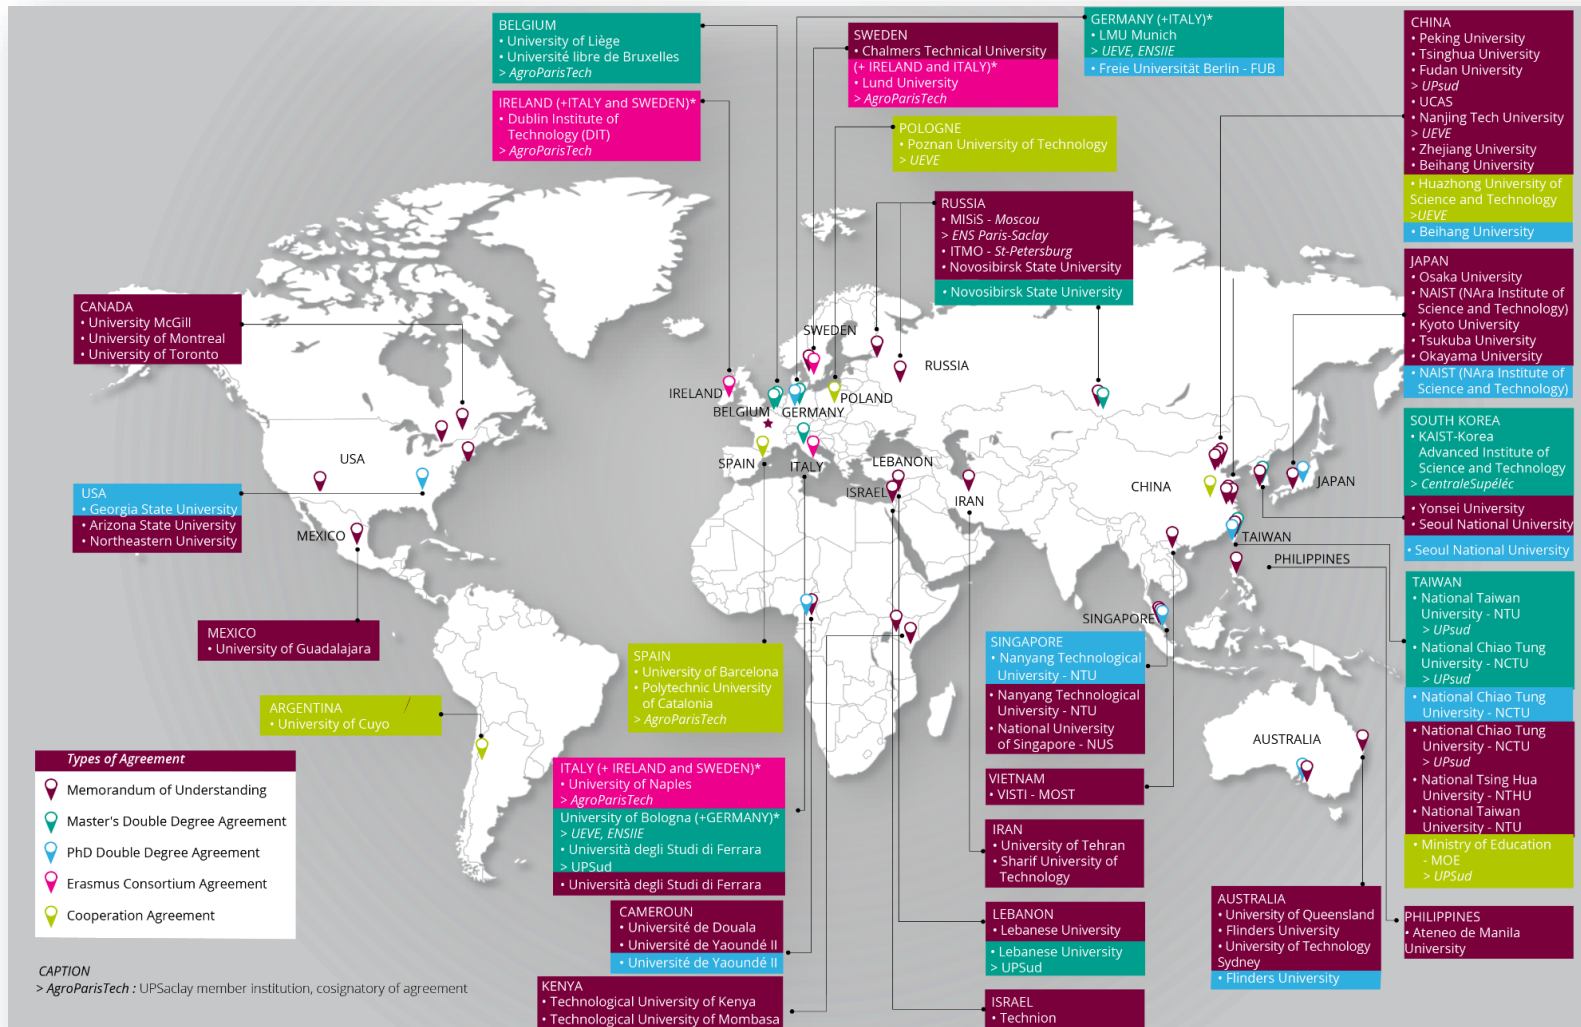 BELGIUM
• University of Liège
• Université libre de Bruxelles
> AgroParisTech
IRELAND (+ITALY and SWEDEN)*
• Dublin Institute of
Technology (DIT)
> AgroParisTech
SWEDEN
• Chalmers Technical University
(+ IRELAND and ITALY)*
• Lund University
> AgroParisTech
GERMANY (+ITALY)*
• LMU Munich
> UEVE, ENSIIE
• Freie Universität Berlin - FUB
POLOGNE
• Poznan University of Technology
> UEVE
RUSSIA
• MISiS - Moscou
> ENS Paris-Saclay
• ITMO - St-Petersburg
• Novosibirsk State University
• Novosibirsk State University
CHINA
• Peking University
• Tsinghua University
• Fudan University
> UPsud
• UCAS
• Nanjing Tech University
> UEVE
• Zhejiang University
• Beihang University
• Huazhong University of
Science and Technology
>UEVE
• Beihang University
JAPAN
• Osaka University
• NAIST (NAra Institute of
Science and Technology)
• Kyoto University
• Tsukuba University
• Okayama University
• NAIST (NAra Institute of
Science and Technology)
SOUTH KOREA
• KAIST-Korea
Advanced Institute of
Science and Technology
> CentraleSupéléc
• Yonsei University
• Seoul National University
• Seoul National University
TAIWAN
• National Taiwan
University - NTU
> UPsud
• National Chiao Tung
University - NCTU
> UPsud
• National Chiao Tung
University - NCTU
• National Chiao Tung
University - NCTU
> UPsud
• National Tsing Hua
University - NTHU
• National Taiwan
University - NTU
• Ministry of Education
- MOE
> UPSud
PHILIPPINES
• Ateneo de Manila
University
CANADA
• University McGill
• University of Montreal
• University of Toronto
USA
• Georgia State University
• Arizona State University
• Northeastern University
MEXICO
• University of Guadalajara
ARGENTINA
• University of Cuyo
SPAIN
• University of Barcelona
• Polytechnic University
of Catalonia
> AgroParisTech
ITALY (+ IRELAND and SWEDEN)*
• University of Naples
> AgroParisTech
University of Bologna (+GERMANY)*
> UEVE, ENSIIE
• Università degli Studi di Ferrara
> UPSud
• Università degli Studi di Ferrara
CAMEROUN
• Université de Douala
• Université de Yaoundé II
• Université de Yaoundé II
KENYA
• Technological University of Kenya
• Technological University of Mombasa
SINGAPORE
• Nanyang Technological
University - NTU
• Nanyang Technological
University - NTU
• National University
of Singapore - NUS
VIETNAM
• VISTI - MOST
IRAN
• University of Tehran
• Sharif University of
Technology
LEBANON
• Lebanese University
• Lebanese University
> UPSud
ISRAEL
• Technion
AUSTRALIA
• University of Queensland
• Flinders University
• University of Technology
Sydney
• Flinders University
SWEDEN
RUSSIA
IRELAND
BELGIUM
GERMANY
POLAND
SPAIN
ITALY
LEBANON
ISRAEL
IRAN
CHINA
JAPAN
TAIWAN
PHILIPPINES
SINGAPORE
AUSTRALIA
USA
MEXICO
Types of Agreement
Memorandum of Understanding
Master's Double Degree Agreement
PhD Double Degree Agreement
Erasmus Consortium Agreement
Cooperation Agreement
CAPTION
> AgroParisTech : UPSaclay member institution, cosignatory of agreement